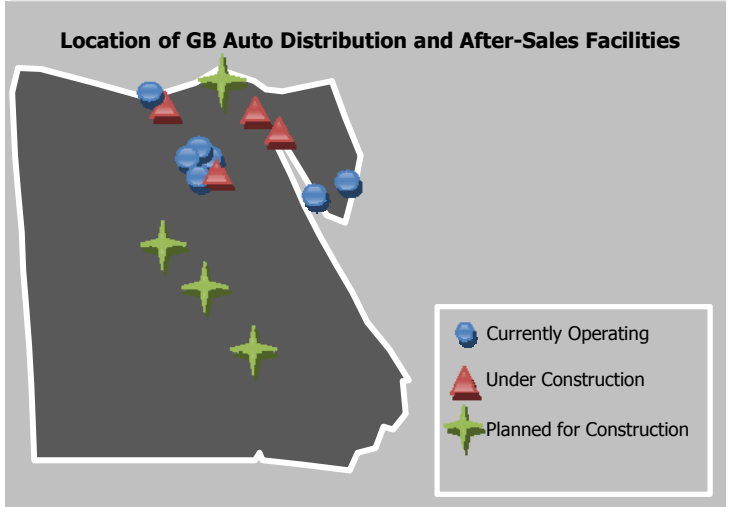 Location of GB Auto Distribution and After-Sales Facilities
Currently Operating
Under Construction
Planned for Construction